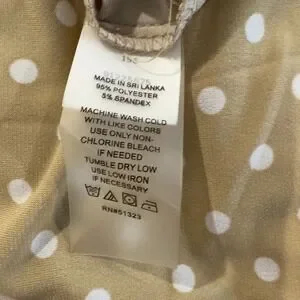 MADE IN SRI LANKA
95% POLYESTER
5% SPANDEX
MACHINE WASH COLD
WITH LIKE COLORS
USE ONLY NON-
CHLORINE BLEACH
IF NEEDED
TUMBLE DRY LOW
USE LOW IRON
IF NECESSARY
RN#51323